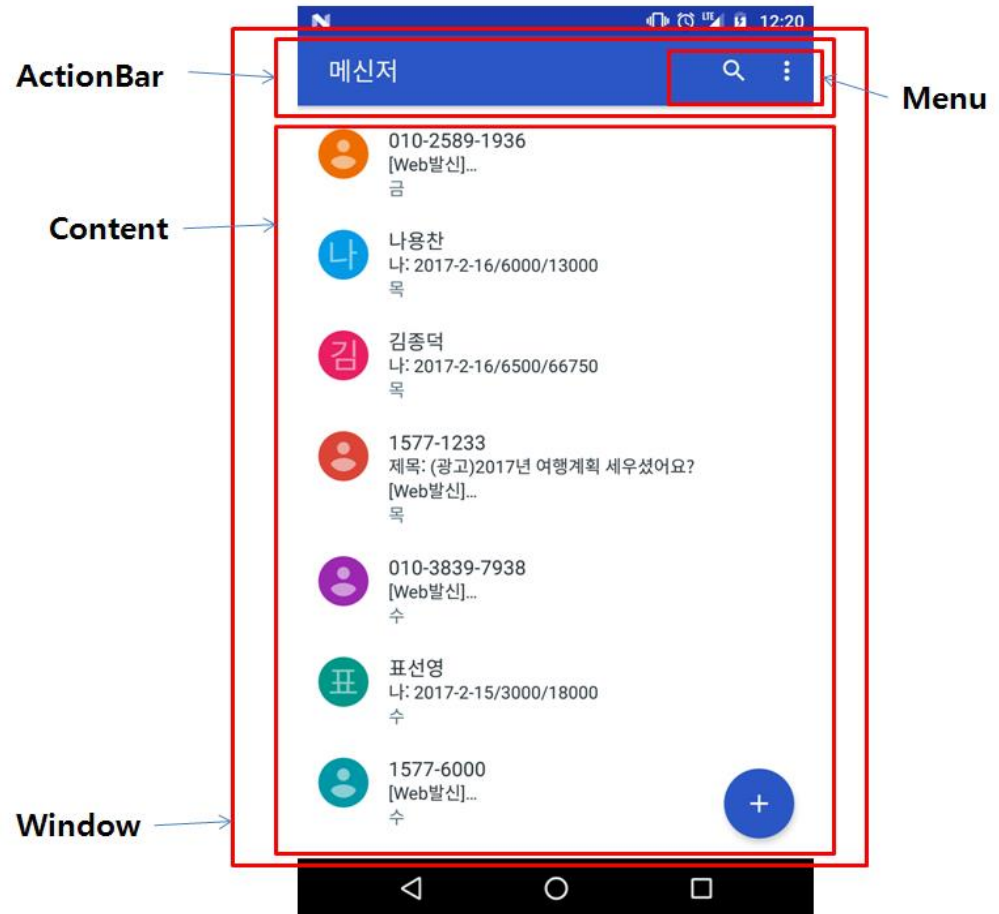 LTE 12:20
ActionBar
메신저
Menu
010-2589-1936
[Web발신]...
금
Content
나
나용찬
나: 2017-2-16/6000/13000
목
김
김종덕
나: 2017-2-16/6500/66750
목
1577-1233
제목: (광고)2017년 여행계획 세우셨어요?
[Web발신]...
목
010-3839-7938
[Web발신]...
수
표
표선영
나: 2017-2-15/3000/18000
수
1577-6000
[Web발신]...
수
Window